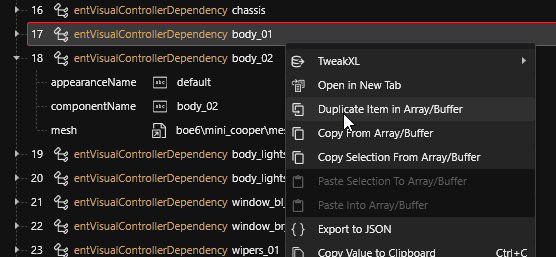 16 entVisualControllerDependency chassis
17 entVisualControllerDependency body_01
18 entVisualControllerDependency body_02
appearanceName abc default
componentName abc body_02
mesh boe6\mini_cooper\mes
19 entVisualControllerDependency body_lights
20 entVisualControllerDependency body_lights
21 entVisualControllerDependency window_bl
22 entVisualControllerDependency window_br
23 entVisualControllerDependency wipers_01
TweakXL
Open in New Tab
Duplicate Item in Array/Buffer
Copy From Array/Buffer
Copy Selection From Array/Buffer
Paste Selection To Array/Buffer
Paste Into Array/Buffer
Export to JSON
Copy Value to Clipboard Ctrl+C